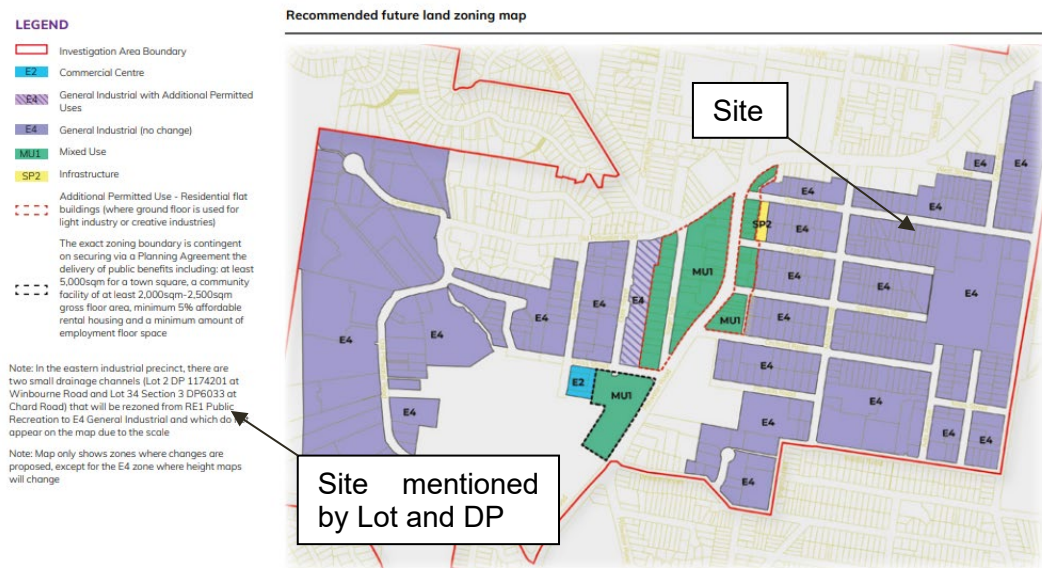 Recommended future land zoning map
LEGEND
Investigation Area Boundary
E2 Commercial Centre
E4 General Industrial with Additional Permitted
Uses
E4 General Industrial (no change)
MU1 Mixed Use
SP2 Infrastructure
Additional Permitted Use - Residential flat
buildings (where ground floor is used for
light industry or creative industries)
The exact zoning boundary is contingent
on securing via a Planning Agreement
the delivery of public benefits including: at least
5,000sqm for a town square, a community
facility of at least 2,000sqm-2,500sqm
gross floor area, minimum 5% affordable
rental housing and a minimum amount of
employment floor space
Note: In the eastern industrial precinct, there are
two small drainage channels (Lot 2 DP 1174201 at
Winbourne Road and Lot 34 Section 3 DP6033 at
Chard Road) that will be rezoned from RE1 Public
Recreation to E4 General Industrial and which do
appear on the map due to the scale
Note: Map only shows zones where changes are
proposed, except for the E4 zone where height maps
will change
Site
Site mentioned
by Lot and DP
E4
E4
E4
E4
E4
SP2
E4
E4
E4
E4
E4
MU1
E4
E4
E4
E4
E4
MU1
E4
E4
E4
E2
MU1
E4
E4
E4
E4
E4